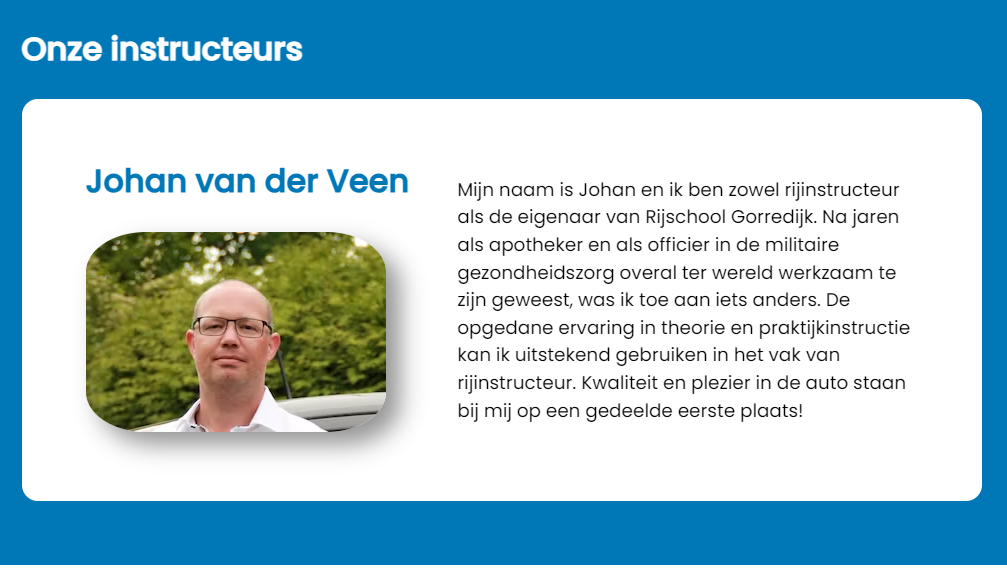 Onze instructeurs
Johan van der Veen
Mijn naam is Johan en ik ben zowel rijinstructeur
als de eigenaar van Rijschool Gorredijk. Na jaren
als apotheker en als officier in de militaire
gezondheidszorg overal ter wereld werkzaam te
zijn geweest, was ik toe aan iets anders. De
opgedane ervaring in theorie en praktijkinstructie
kan ik uitstekend gebruiken in het vak van
rijinstructeur. Kwaliteit en plezier in de auto staan
bij mij op een gedeelde eerste plaats!